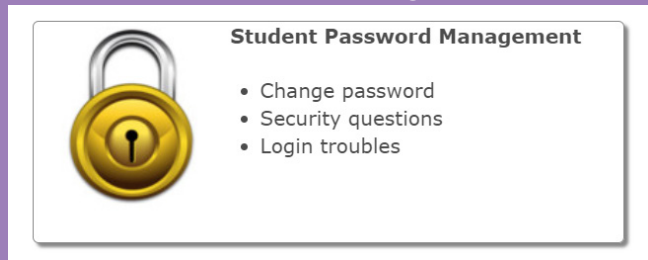 Student Password Management
• Change password
• Security questions
• Login troubles